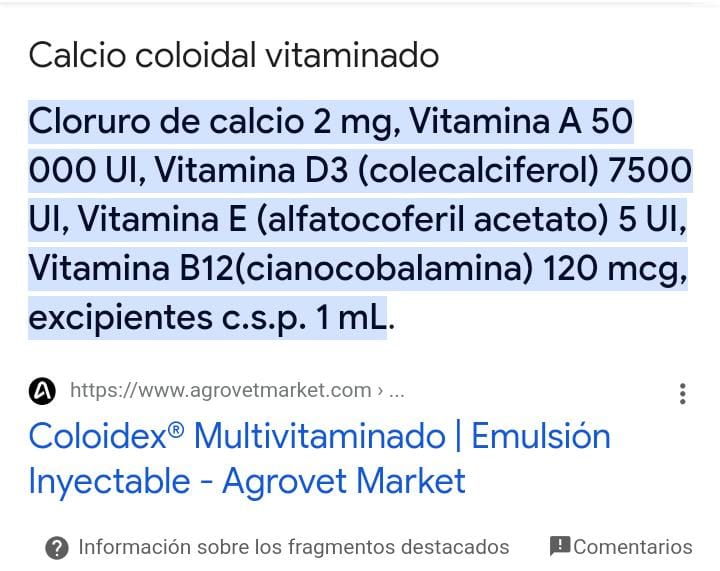 Calcio coloidal vitaminado
Cloruro de calcio 2 mg, Vitamina A 50
000 UI, Vitamina D3 (colecalciferol) 7500
UI, Vitamina E (alfatocoferil acetato) 5 UI,
Vitamina B12(cianocobalamina) 120 mcg,
excipientes c.s.p. 1 mL.
https://www.agrovetmarket.com › ...
Coloidex® Multivitaminado | Emulsión
Inyectable - Agrovet Market
Información sobre los fragmentos destacados
Comentarios